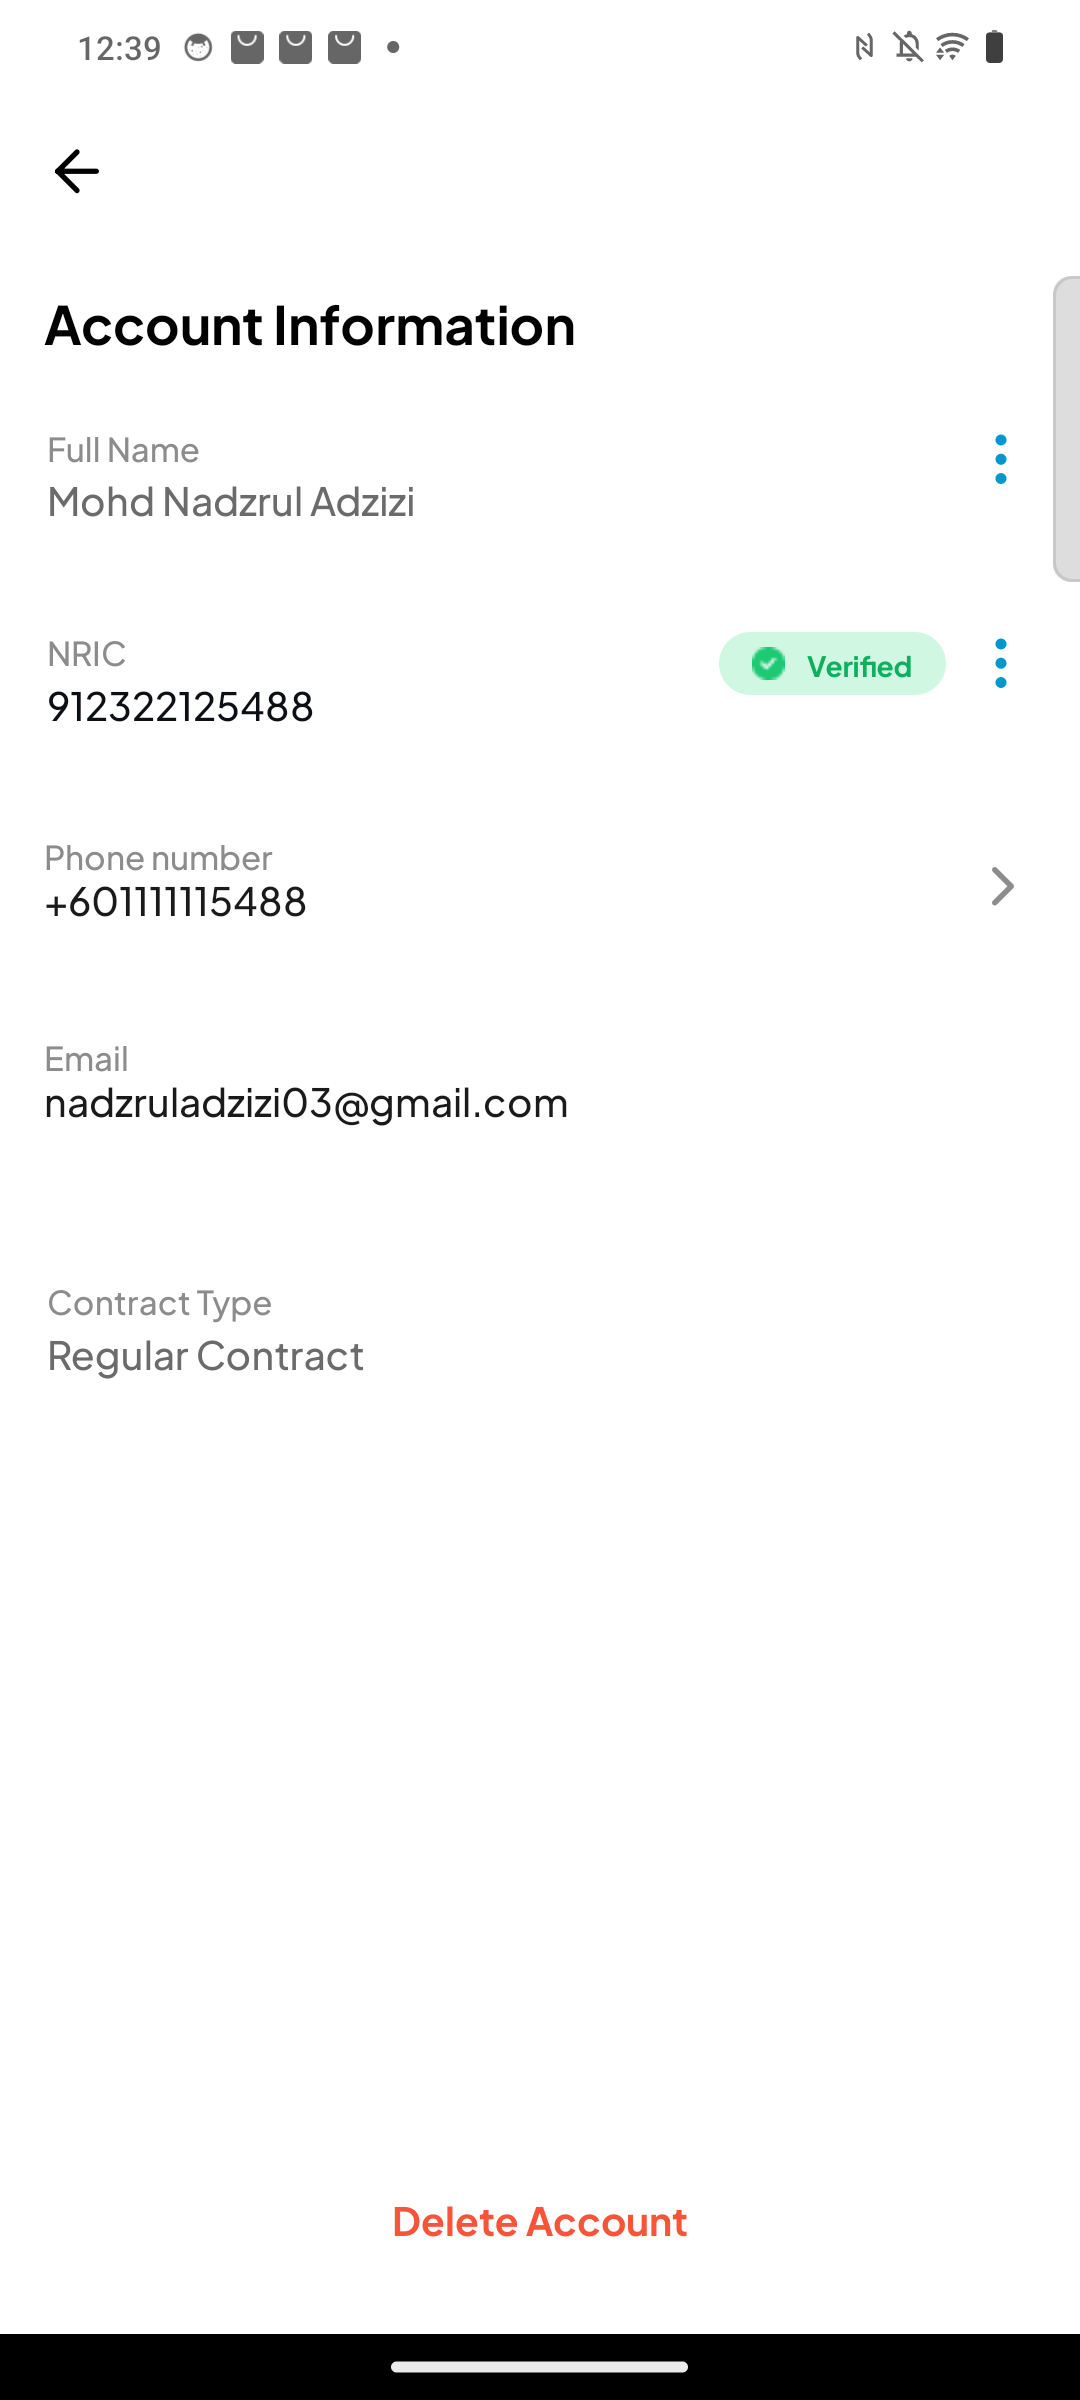 12:39
Account Information
Full Name
Mohd Nadzrul Adzizi
NRIC
Verified
912322125488
Phone number
+601111115488
Email
nadzruladzizi03@gmail.com
Contract Type
Regular Contract
Delete Account